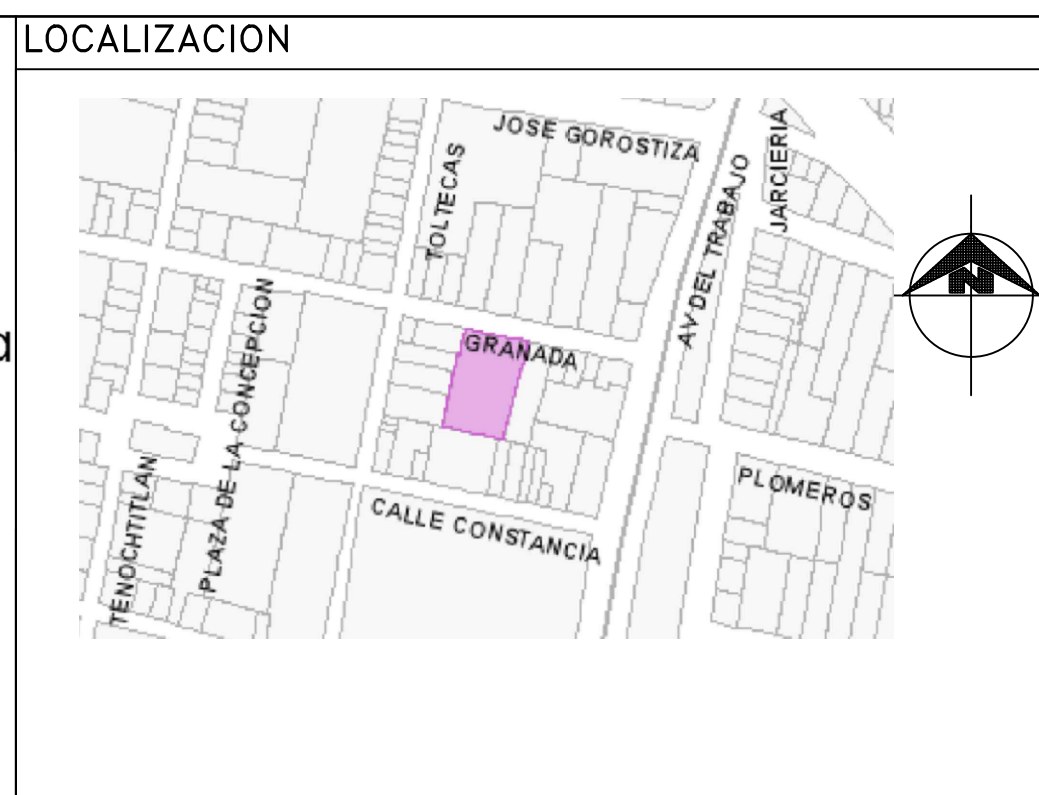 LOCALIZACION
JOSE GOROSTIZA
TOLTECAS
AV DEL TRABAJO
JARCIERIA
N
GRANADA
PLAZA DE LA CONCEPCION
TENOCHTITLAN
CALLE CONSTANCIA
PLOMEROS
a